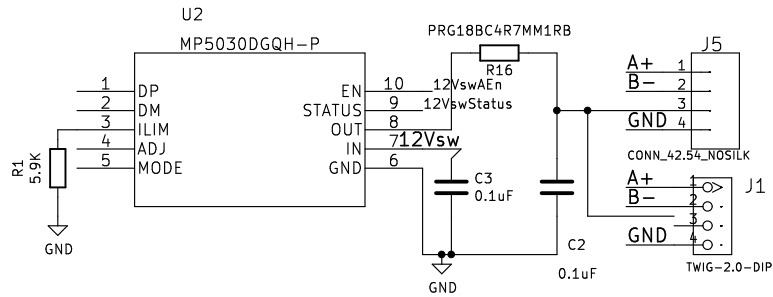 U2
MP5030DGQH-P
1 DP
2 DM
3 ILIM
4 ADJ
5 MODE
EN 10 12VswAEn
STATUS 9 12VswStatus
OUT 8
IN 7 12Vsw
GND 6
R1
5.9K
GND
PRG18BC4R7MM1RB
R16
C3
0.1uF
C2
0.1uF
GND
J5
A+ 1
B- 2
3
GND 4
CONN_42.54_NOSILK
A+ 1
B- 2
3
GND 4
J1
TWIG-2.0-DIP